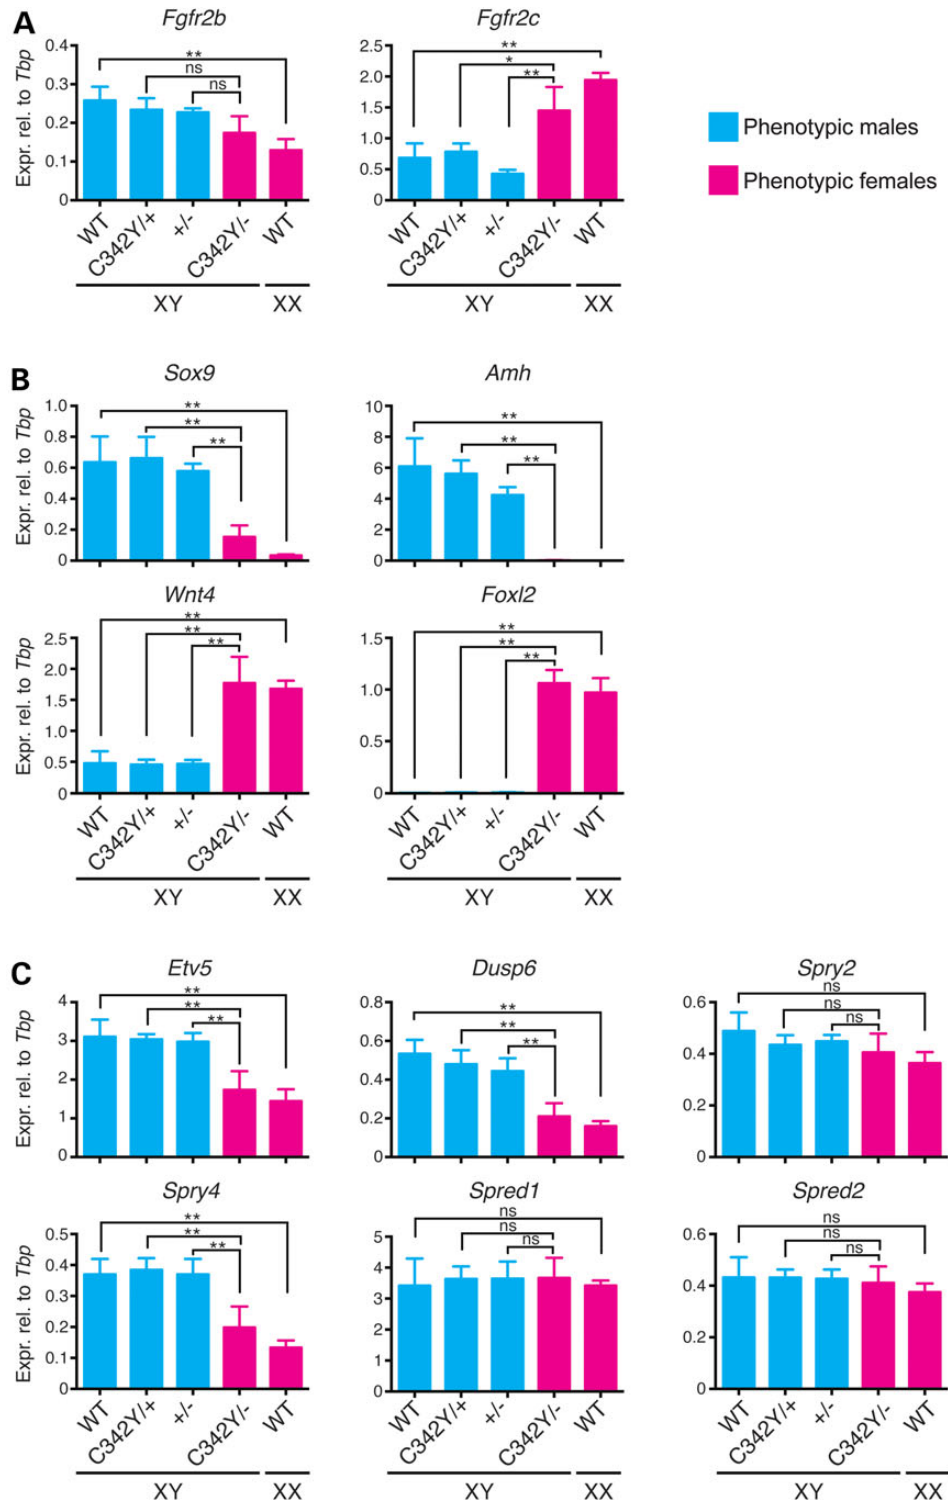 A
Fgfr2b
Fgfr2c
Expr. rel. to Tbp
0.4
0.3
0.2
0.1
0
**
ns
ns
2.5
2.0
1.5
1.0
0.5
0
**
*
**
Phenotypic males
Phenotypic females
WT
C342Y/+
+/-
C342Y/-
WT
XY
XX
WT
C342Y/+
+/-
C342Y/-
WT
XY
XX
B
Sox9
Amh
Expr. rel. to Tbp
1.0
0.8
0.6
0.4
0.2
0
**
**
**
10
8
6
4
2
0
**
**
**
Wnt4
Foxl2
Expr. rel. to Tbp
2.5
2.0
1.5
1.0
0.5
0
**
**
**
1.5
1.0
0.5
0
**
**
**
WT
C342Y/+
+/-
C342Y/-
WT
XY
XX
WT
C342Y/+
+/-
C342Y/-
WT
XY
XX
C
Etv5
Dusp6
Spry2
Expr. rel. to Tbp
4
3
2
1
0
**
**
**
0.8
0.6
0.4
0.2
0
**
**
**
0.6
0.4
0.2
0
ns
ns
ns
Spry4
Spred1
Spred2
Expr. rel. to Tbp
0.5
0.4
0.3
0.2
0.1
0
**
**
**
5
4
3
2
1
0
ns
ns
ns
0.6
0.4
0.2
0
ns
ns
ns
WT
C342Y/+
+/-
C342Y/-
WT
XY
XX
WT
C342Y/+
+/-
C342Y/-
WT
XY
XX
WT
C342Y/+
+/-
C342Y/-
WT
XY
XX